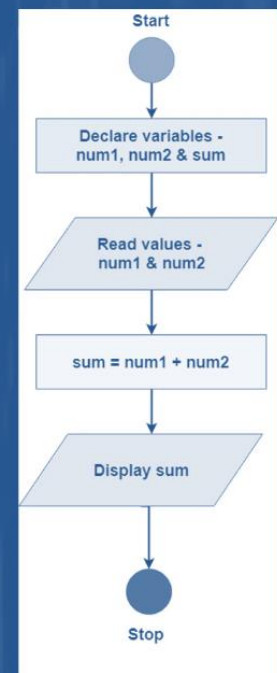 Start
Declare variables -
num1, num2 & sum
Read values -
num1 & num2
sum = num1 + num2
Display sum
Stop